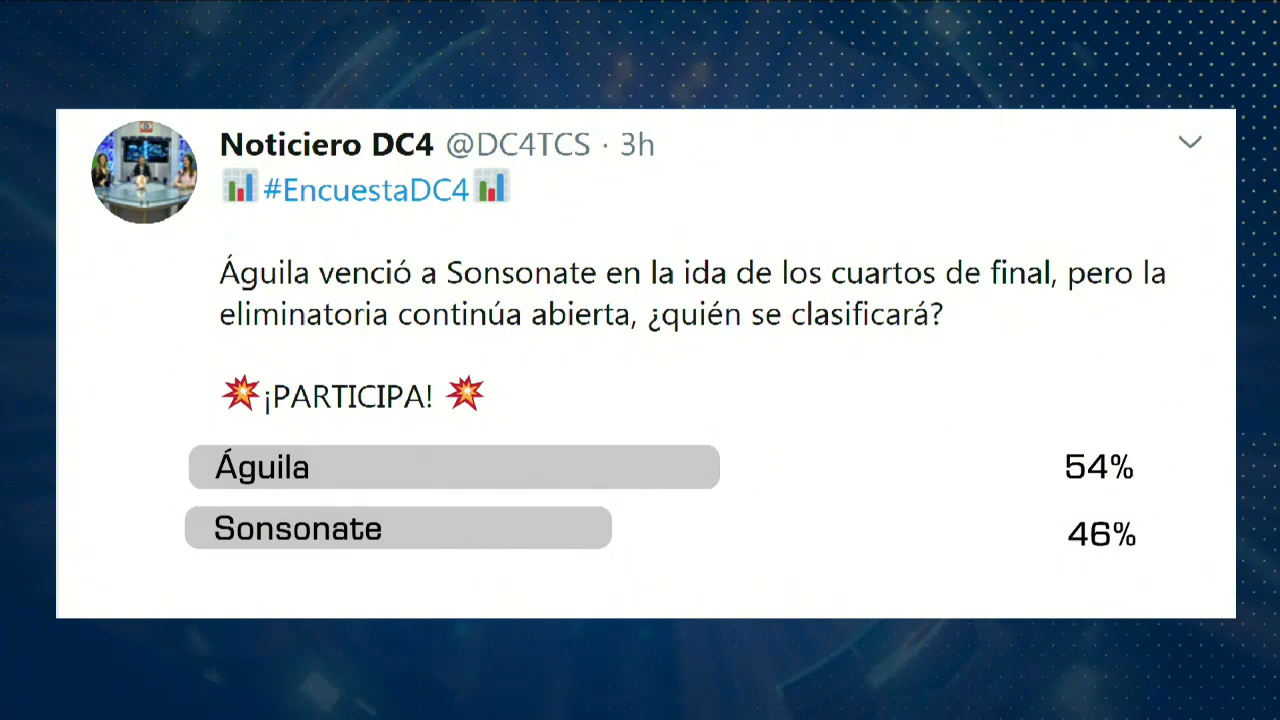 Noticiero DC4 @DC4TCS · 3h
#EncuestaDC4
Águila venció a Sonsonate en la ida de los cuartos de final, pero la
eliminatoria continúa abierta, ¿quién se clasificará?
¡PARTICIPA!
Águila 54%
Sonsonate 46%